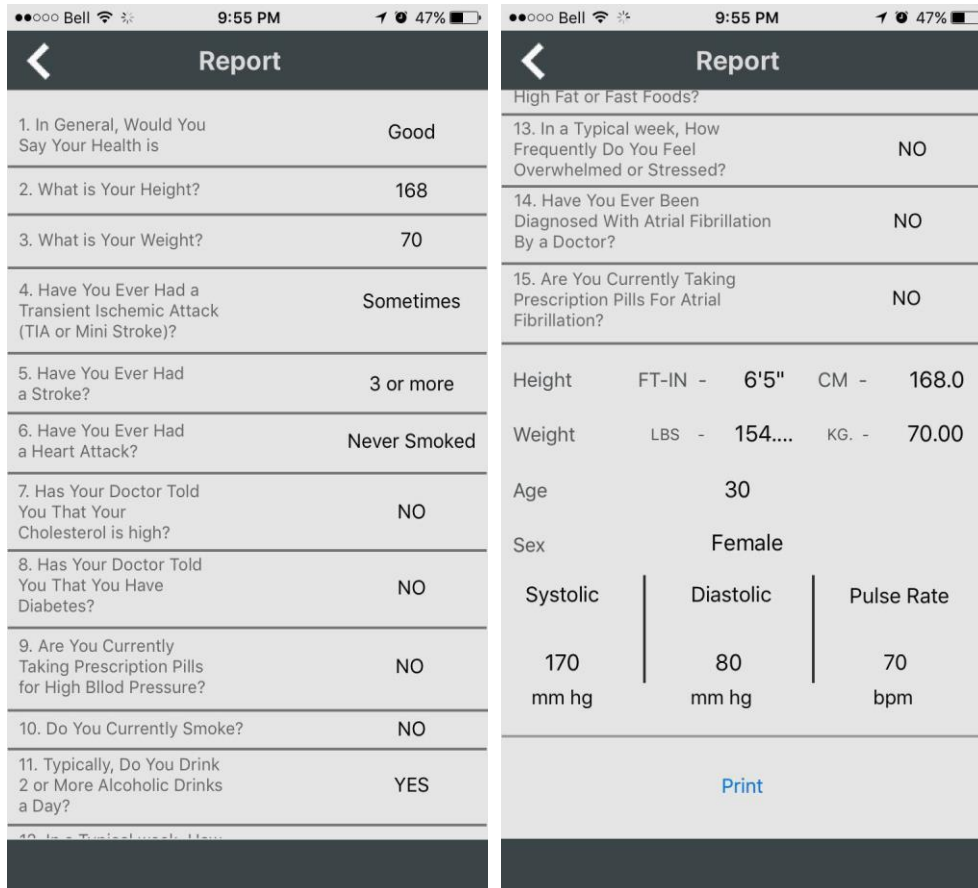 ●●○○○ Bell 9:55 PM 47%
Report
1. In General, Would You
Say Your Health is
Good
2. What is Your Height?
168
3. What is Your Weight?
70
4. Have You Ever Had a
Transient Ischemic Attack
(TIA or Mini Stroke)?
Sometimes
5. Have You Ever Had
a Stroke?
3 or more
6. Have You Ever Had
a Heart Attack?
Never Smoked
7. Has Your Doctor Told
You That Your
Cholesterol is high?
NO
8. Has Your Doctor Told
You That You Have
Diabetes?
NO
9. Are You Currently
Taking Prescription Pills
for High Bllod Pressure?
NO
10. Do You Currently Smoke?
NO
11. Typically, Do You Drink
2 or More Alcoholic Drinks
a Day?
YES
12. In a Typical week, How
●●○○○ Bell 9:55 PM 47%
Report
High Fat or Fast Foods?
13. In a Typical week, How
Frequently Do You Feel
Overwhelmed or Stressed?
NO
14. Have You Ever Been
Diagnosed With Atrial Fibrillation
By a Doctor?
NO
15. Are You Currently Taking
Prescription Pills For Atrial
Fibrillation?
NO
Height FT-IN - 6'5" CM - 168.0
Weight LBS - 154.... KG. - 70.00
Age 30
Sex Female
Systolic Diastolic Pulse Rate
170 80 70
mm hg mm hg bpm
Print